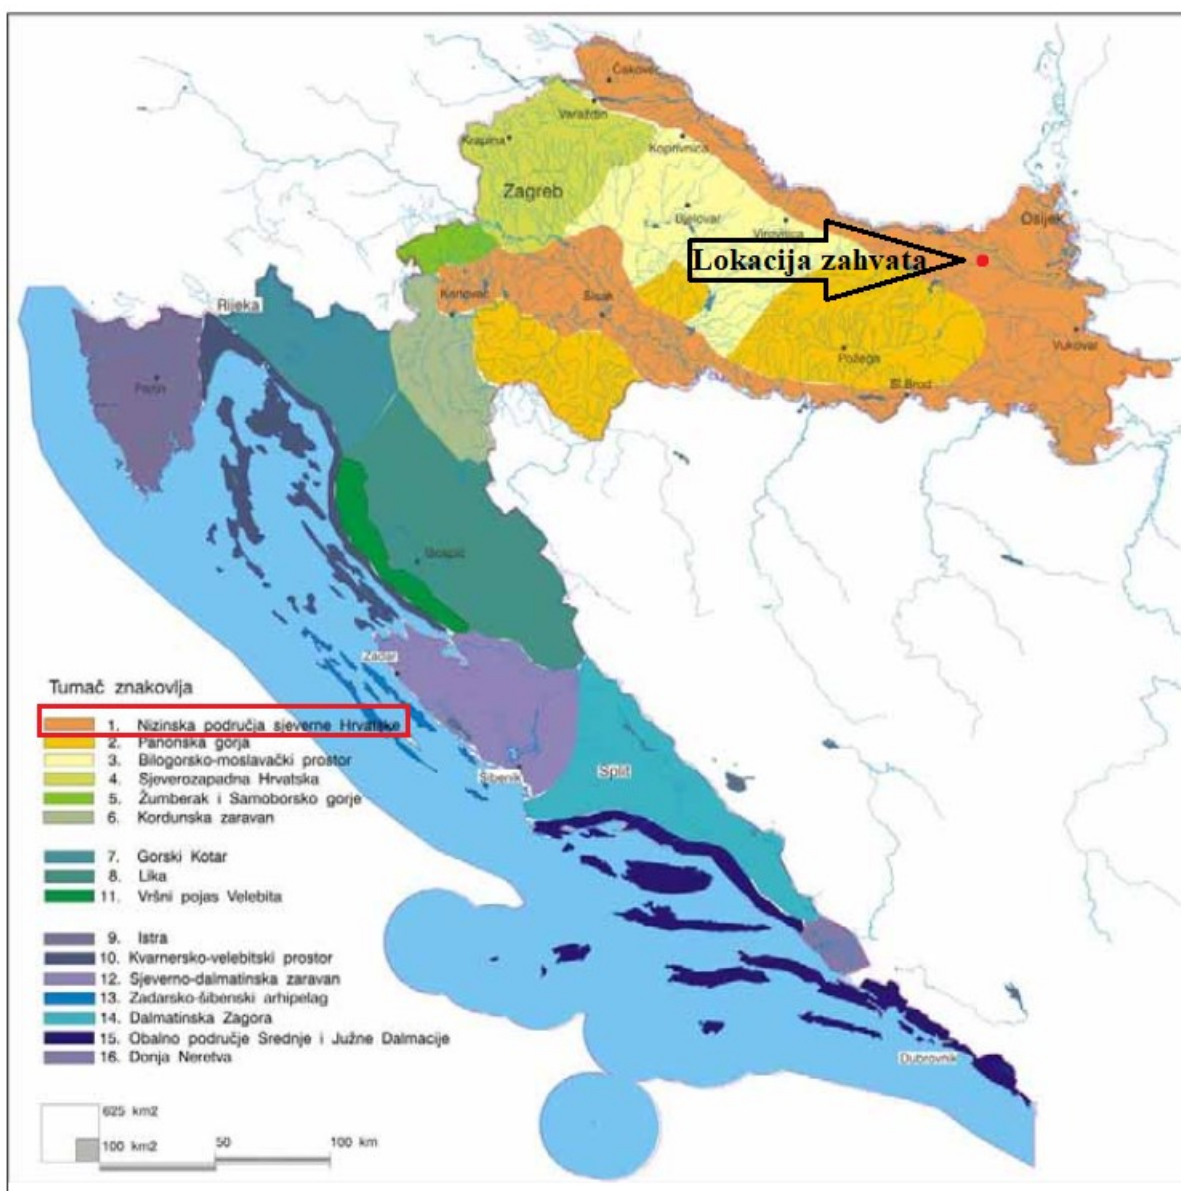 Čakovec
Varaždin
Krapina
Koprivnica
Zagreb
Bjelovar
Virovitica
Osijek
Lokacija zahvata
Rijeka
Karlovac
Sisak
Vukovar
Požega
Sl.Brod
Pazin
Gospić
Zadar
Tumač znakovlja
1. Nizinska područja sjeverne Hrvatske
2. Panonska gorja
3. Bilogorsko-moslavački prostor
4. Sjeverozapadna Hrvatska
5. Žumberak i Samoborsko gorje
6. Kordunska zaravan
Šibenik
Split
7. Gorski Kotar
8. Lika
11. Vršni pojas Velebita
9. Istra
10. Kvarnersko-velebitski prostor
12. Sjeverno-dalmatinska zaravan
13. Zadarsko-šibenski arhipelag
14. Dalmatinska Zagora
15. Obalno područje Srednje i Južne Dalmacije
16. Donja Neretva
Dubrovnik
625 km2
100 km2
50
100 km